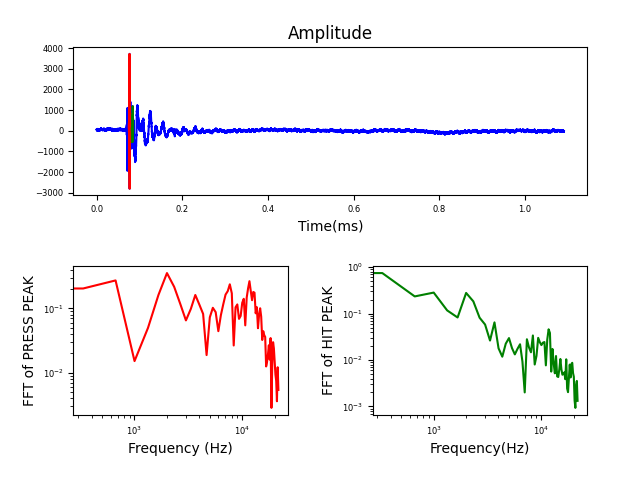 Amplitude
4000
3000
2000
1000
0
−1000
−2000
−3000
0.0 0.2 0.4 0.6 0.8 1.0
Time(ms)
FFT of PRESS PEAK
10⁻¹
10⁻²
10³ 10⁴
Frequency (Hz)
FFT of HIT PEAK
10⁰
10⁻¹
10⁻²
10⁻³
10³ 10⁴
Frequency(Hz)